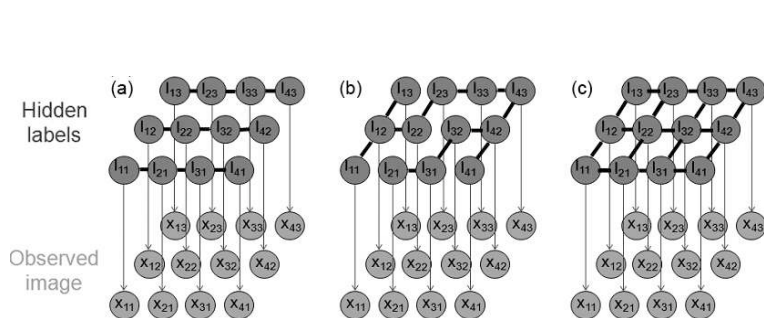 (a) l13 l23 l33 l43 (b) l13 l23 l33 l43 (c) l13 l23 l33 l43
Hidden
labels
l12 l22 l32 l42 l12 l22 l32 l42 l12 l22 l32 l42
l11 l21 l31 l41 l11 l21 l31 l41 l11 l21 l31 l41
x13 x23 x33 x43 x13 x23 x33 x43 x13 x23 x33 x43
Observed
image
x12 x22 x32 x42 x12 x22 x32 x42 x12 x22 x32 x42
x11 x21 x31 x41 x11 x21 x31 x41 x11 x21 x31 x41